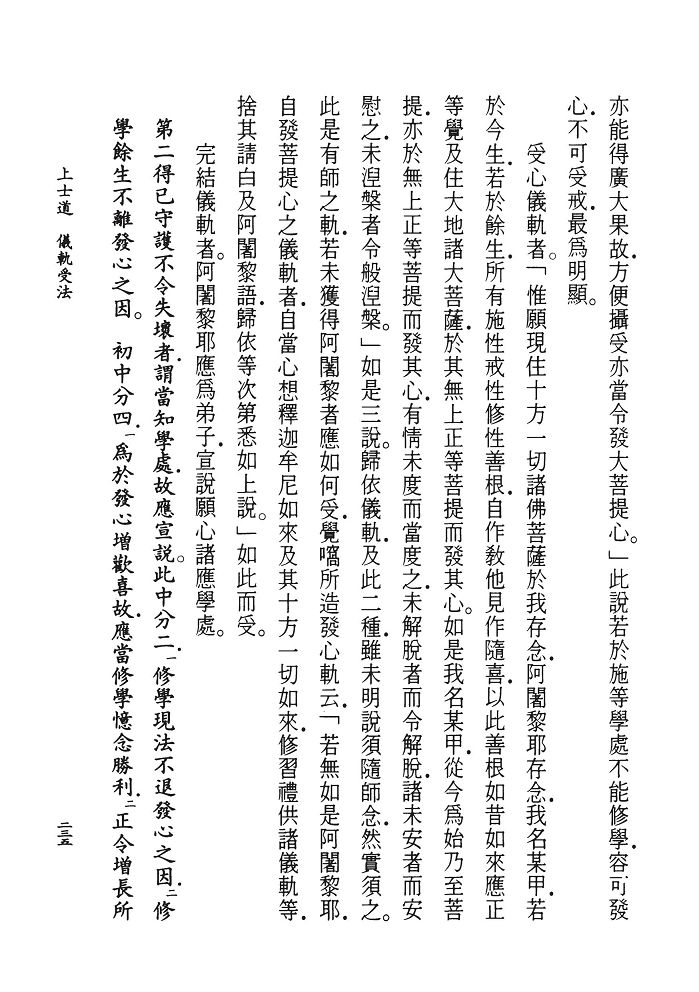 亦能得廣大果故．方便攝受亦當令發大菩提心。」此說若於施等學處不能修學．容可發
心．不可受戒．最為明顯。
受心儀軌者。「惟願現住十方一切諸佛菩薩於我存念．阿闍黎耶存念．我名某甲．若
於今生．若於餘生．所有施性戒性修性善根．自作敎他見作隨喜．以此善根如昔如來應正
等覺及住大地諸大菩薩．於其無上正等菩提而發其心。如是我名某甲．從今爲始乃至菩
提．亦於無上正等菩提而發其心．有情未度而當度之．未解脫者而令解脫．諸未安者而安
慰之．未湼槃者令般湼槃。」如是三說。歸依儀軌．及此二種．雖未明說須隨師念．然實須之。
此是有師之軌．若未獲得阿闍黎者應如何受．覺㗚所造發心軌云．「若無如是阿闍黎耶．
自發菩提心之儀軌者．自當心想釋迦牟尼如來及其十方一切如來．修習禮供諸儀軌等．
捨其請白及阿闍黎語．歸依等次第悉如上說。」如此而受。
完結儀軌者。阿闍黎耶應爲弟子．宣說願心諸應學處。
第二得已守護不令失壞者．謂當知學處．故應宣說。此中分二．一修學現法不退發心之因．二修
學餘生不離發心之因。　初中分四．一爲於發心增歡喜故．應當修學憶念勝利．二正令增長所
上士道　儀軌受法
二三五